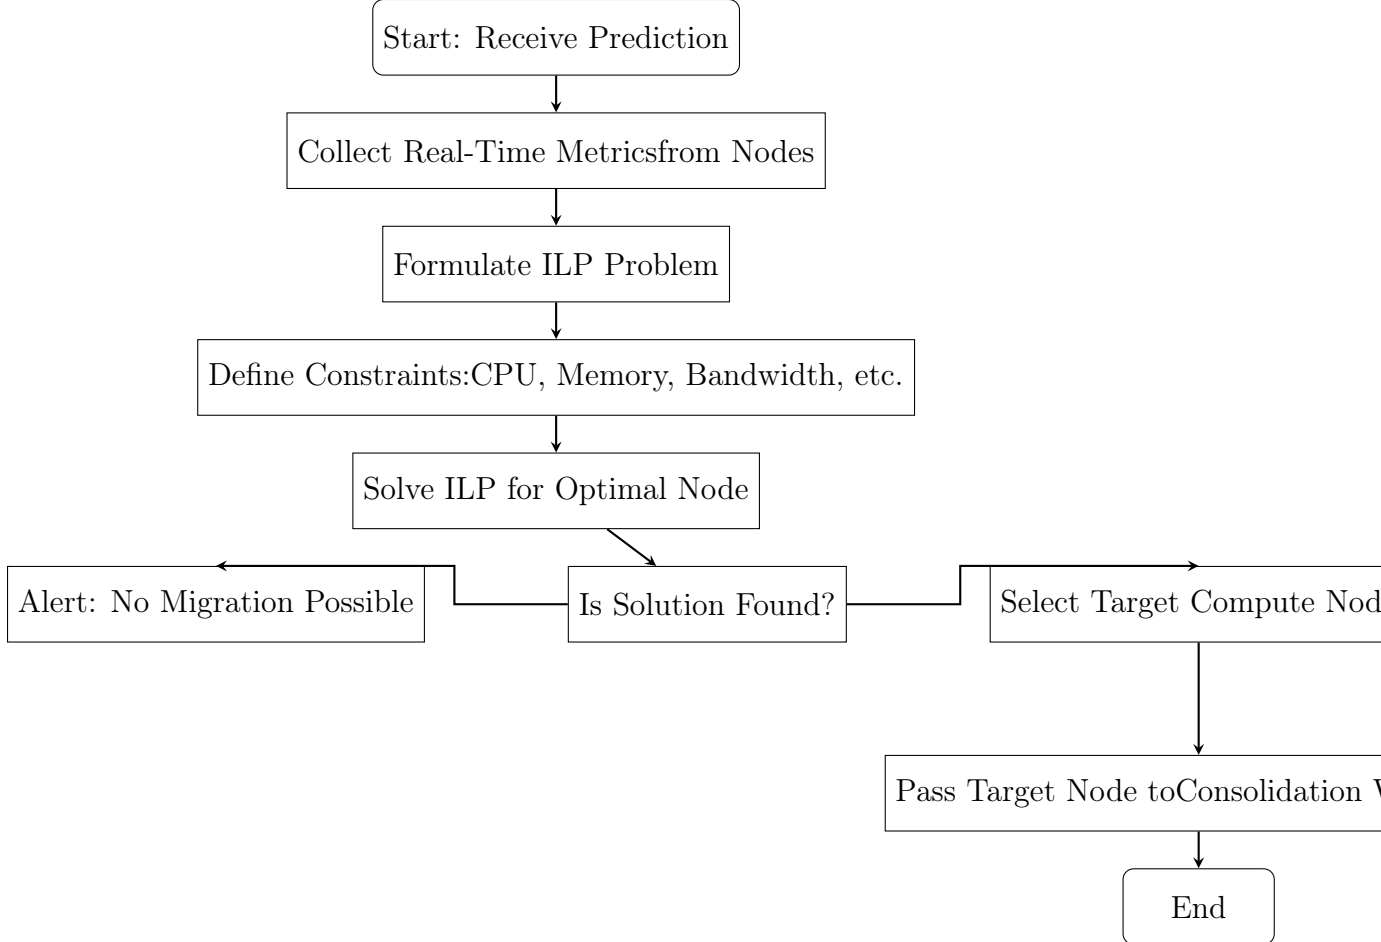 Start: Receive Prediction
Collect Real-Time Metricsfrom Nodes
Formulate ILP Problem
Define Constraints:CPU, Memory, Bandwidth, etc.
Solve ILP for Optimal Node
Alert: No Migration Possible
Is Solution Found?
Select Target Compute Nod
Pass Target Node toConsolidation
End